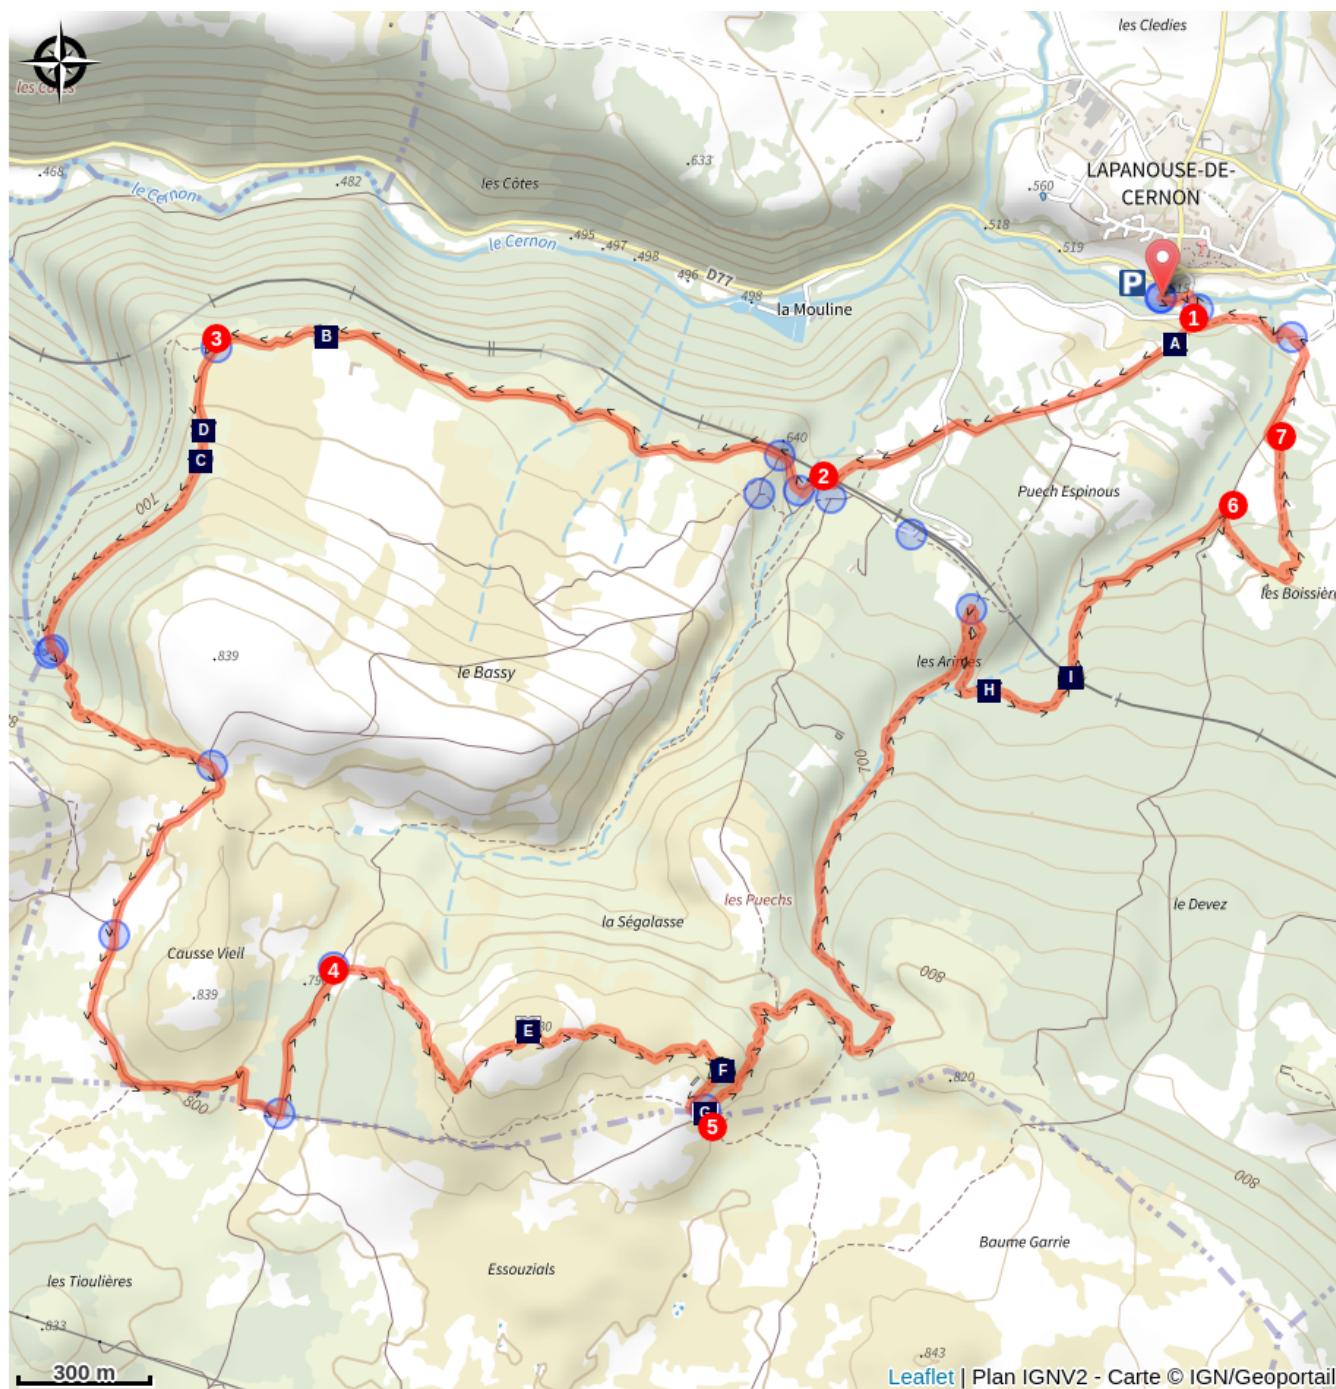 les Cledies
les Côtes
.633
LAPANOUSE-DE-
CERNON
.468
.482
le Cernon
les Côtes
.560
.518
.519
le Cernon
.495
.497
.498
496
D77
498
la Mouline
P
1
A
3
B
D
C
.640
2
7
Puech Espinous
6
700
les Boissière
.839
le Bassy
les Arines
H
I
700
les Puechs
la Ségalasse
le Devez
Causse Vieil
4
.839
800
E
F
.820
800
G
5
800
Baume Garrie
Essouzials
les Tioulières
.833
.843
300 m
Leaflet | Plan IGNV2 - Carte © IGN/Geoportail